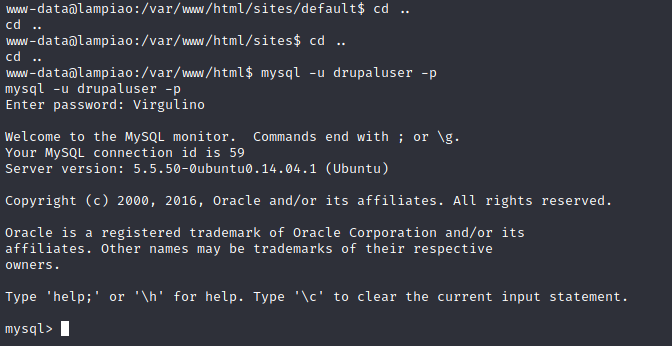 www-data@lampiao:/var/www/html/sites/default$ cd ..
cd ..
www-data@lampiao:/var/www/html/sites$ cd ..
cd ..
www-data@lampiao:/var/www/html$ mysql -u drupaluser -p
mysql -u drupaluser -p
Enter password: Virgulino

Welcome to the MySQL monitor.  Commands end with ; or \g.
Your MySQL connection id is 59
Server version: 5.5.50-0ubuntu0.14.04.1 (Ubuntu)

Copyright (c) 2000, 2016, Oracle and/or its affiliates. All rights reserved.

Oracle is a registered trademark of Oracle Corporation and/or its
affiliates. Other names may be trademarks of their respective
owners.

Type 'help;' or '\h' for help. Type '\c' to clear the current input statement.

mysql>